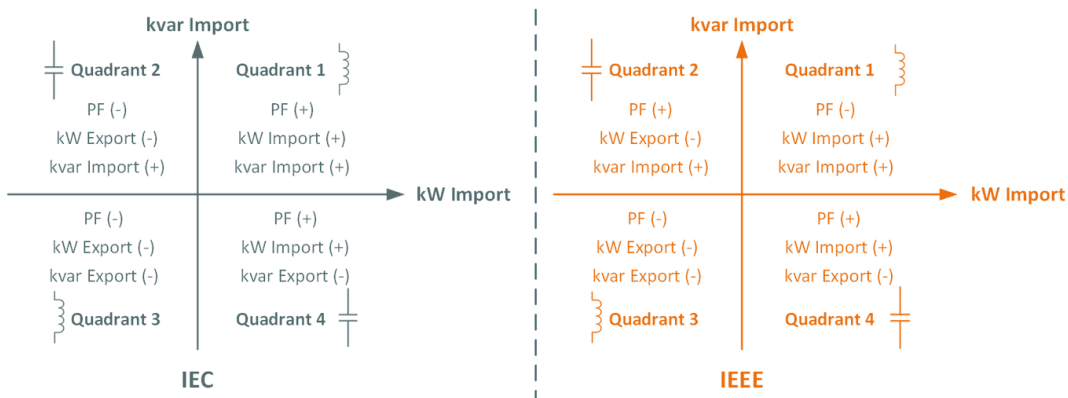 kvar Import
Quadrant 2
Quadrant 1
PF (-)
PF (+)
kW Export (-)
kW Import (+)
kvar Import (+)
kvar Import (+)
kW Import
PF (-)
PF (+)
kW Export (-)
kW Import (+)
kvar Export (-)
kvar Export (-)
Quadrant 3
Quadrant 4
IEC
kvar Import
Quadrant 2
Quadrant 1
PF (+)
PF (-)
kW Export (-)
kW Import (+)
kvar Import (+)
kvar Import (+)
kW Import
PF (-)
PF (+)
kW Export (-)
kW Import (+)
kvar Export (-)
kvar Export (-)
Quadrant 3
Quadrant 4
IEEE